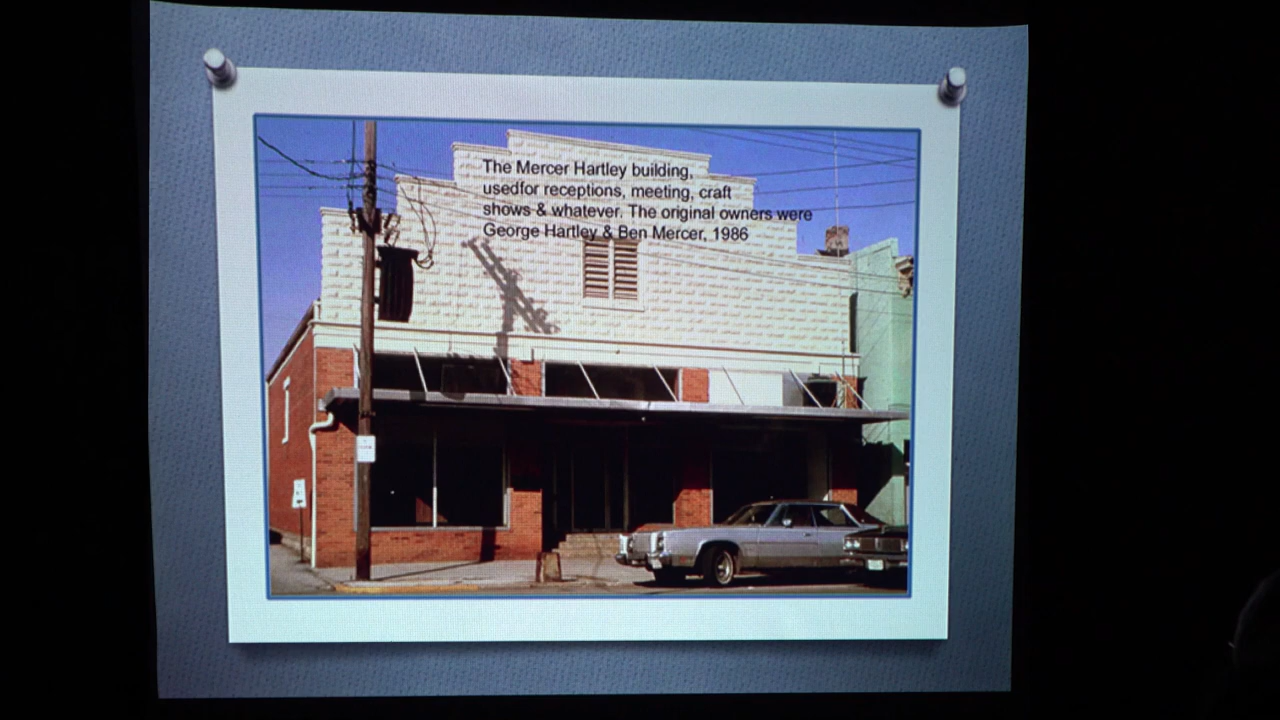 The Mercer Hartley building,
usedfor receptions, meeting, craft
shows & whatever. The original owners were
George Hartley & Ben Mercer, 1986